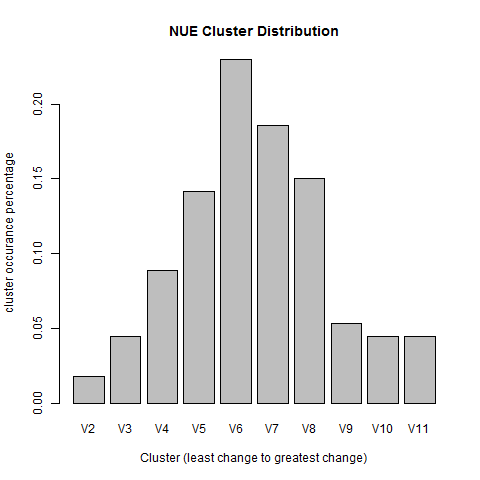 NUE Cluster Distribution
cluster occurance percentage
0.20
0.15
0.10
0.05
0.00
V2 V3 V4 V5 V6 V7 V8 V9 V10 V11
Cluster (least change to greatest change)